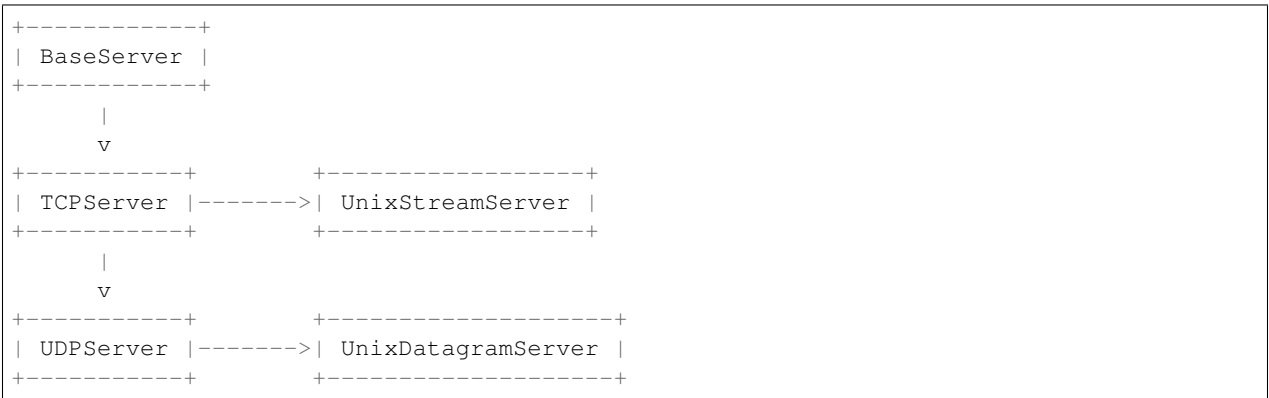 +------------+
| BaseServer |
+------------+
      |
      v
+-----------+        +------------------+
| TCPServer |------->| UnixStreamServer |
+-----------+        +------------------+
      |
      v
+-----------+        +--------------------+
| UDPServer |------->| UnixDatagramServer |
+-----------+        +--------------------+